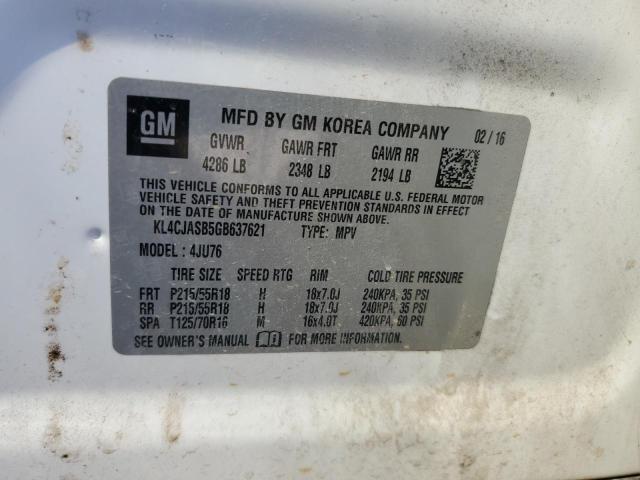 GM MFD BY GM KOREA COMPANY 02/16
GVWR GAWR FRT GAWR RR
4286 LB 2348 LB 2194 LB
THIS VEHICLE CONFORMS TO ALL APPLICABLE U.S. FEDERAL MOTOR
VEHICLE SAFETY AND THEFT PREVENTION STANDARDS IN EFFECT
ON THE DATE OF MANUFACTURE SHOWN ABOVE.
KL4CJASB5GB637621 TYPE: MPV
MODEL: 4JU76
TIRE SIZE SPEED RTG RIM COLD TIRE PRESSURE
FRT P215/55R18 H 18x7.0J 240KPA, 35 PSI
RR P215/55R18 H 18x7.0J 240KPA, 35 PSI
SPA T125/70R16 M 16x4.0T 420KPA, 60 PSI
SEE OWNER'S MANUAL FOR MORE INFORMATION.